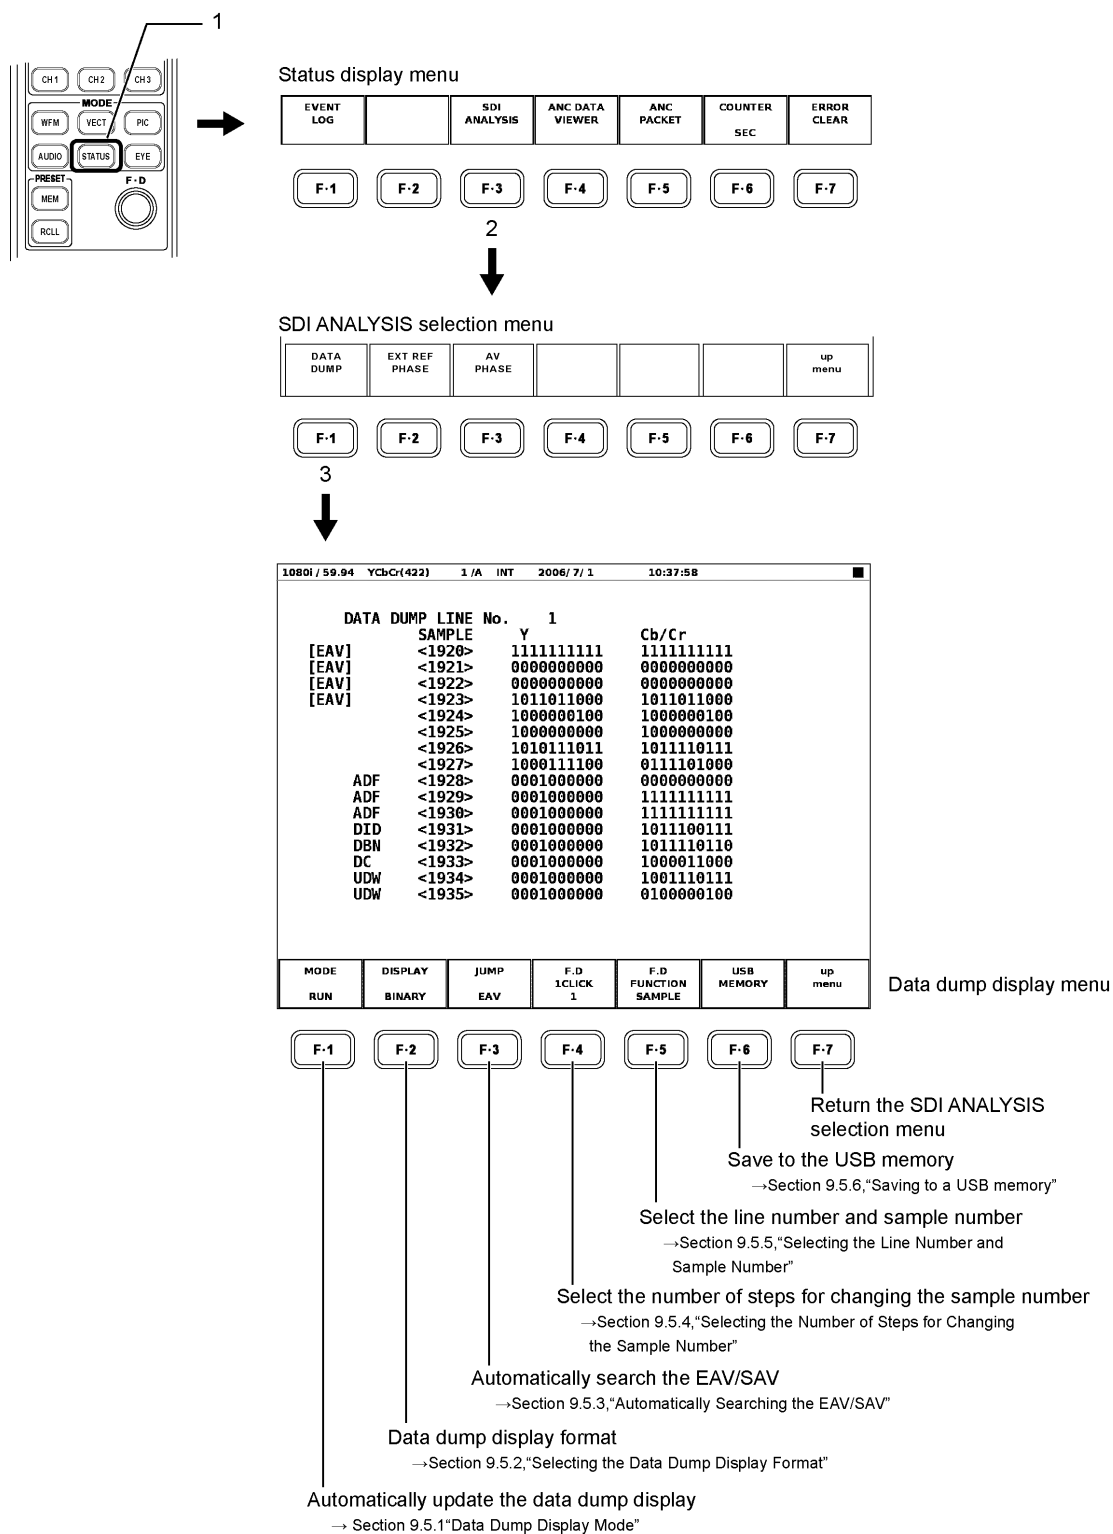 1
CH 1 CH 2 CH 3
MODE
WFM VECT PIC
AUDIO STATUS EYE
PRESET F·D
MEM
RCLL
Status display menu
EVENT LOG SDI ANALYSIS ANC DATA VIEWER ANC PACKET COUNTER SEC ERROR CLEAR
F·1 F·2 F·3 F·4 F·5 F·6 F·7
2
SDI ANALYSIS selection menu
DATA DUMP EXT REF PHASE AV PHASE up menu
F·1 F·2 F·3 F·4 F·5 F·6 F·7
3
1080i / 59.94 YCbCr(422) 1 /A INT 2006/ 7/ 1 10:37:58
DATA DUMP LINE No. 1
SAMPLE Y Cb/Cr
[EAV] <1920> 1111111111 1111111111
[EAV] <1921> 0000000000 0000000000
[EAV] <1922> 0000000000 0000000000
[EAV] <1923> 1011011000 1011011000
<1924> 1000000100 1000000100
<1925> 1000000000 1000000000
<1926> 1010111011 1011110111
<1927> 1000111100 0111101000
ADF <1928> 0001000000 0000000000
ADF <1929> 0001000000 1111111111
ADF <1930> 0001000000 1111111111
DID <1931> 0001000000 1011100111
DBN <1932> 0001000000 1011110110
DC <1933> 0001000000 1000011000
UDW <1934> 0001000000 1001110111
UDW <1935> 0001000000 0100000100
MODE RUN DISPLAY BINARY JUMP EAV F.D 1CLICK 1 F.D FUNCTION SAMPLE USB MEMORY up menu
Data dump display menu
F·1 F·2 F·3 F·4 F·5 F·6 F·7
Return the SDI ANALYSIS
selection menu
Save to the USB memory
→Section 9.5.6,“Saving to a USB memory”
Select the line number and sample number
→Section 9.5.5,“Selecting the Line Number and
Sample Number”
Select the number of steps for changing the sample number
→Section 9.5.4,“Selecting the Number of Steps for Changing
the Sample Number”
Automatically search the EAV/SAV
→Section 9.5.3,“Automatically Searching the EAV/SAV”
Data dump display format
→Section 9.5.2,“Selecting the Data Dump Display Format”
Automatically update the data dump display
→ Section 9.5.1“Data Dump Display Mode”